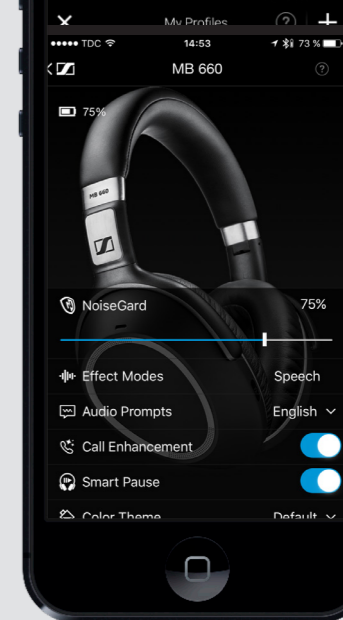 My Profiles
TDC 14:53 73 %
MB 660
75%
MB 660
NoiseGard 75%
Effect Modes Speech
Audio Prompts English
Call Enhancement
Smart Pause
Color Theme Default